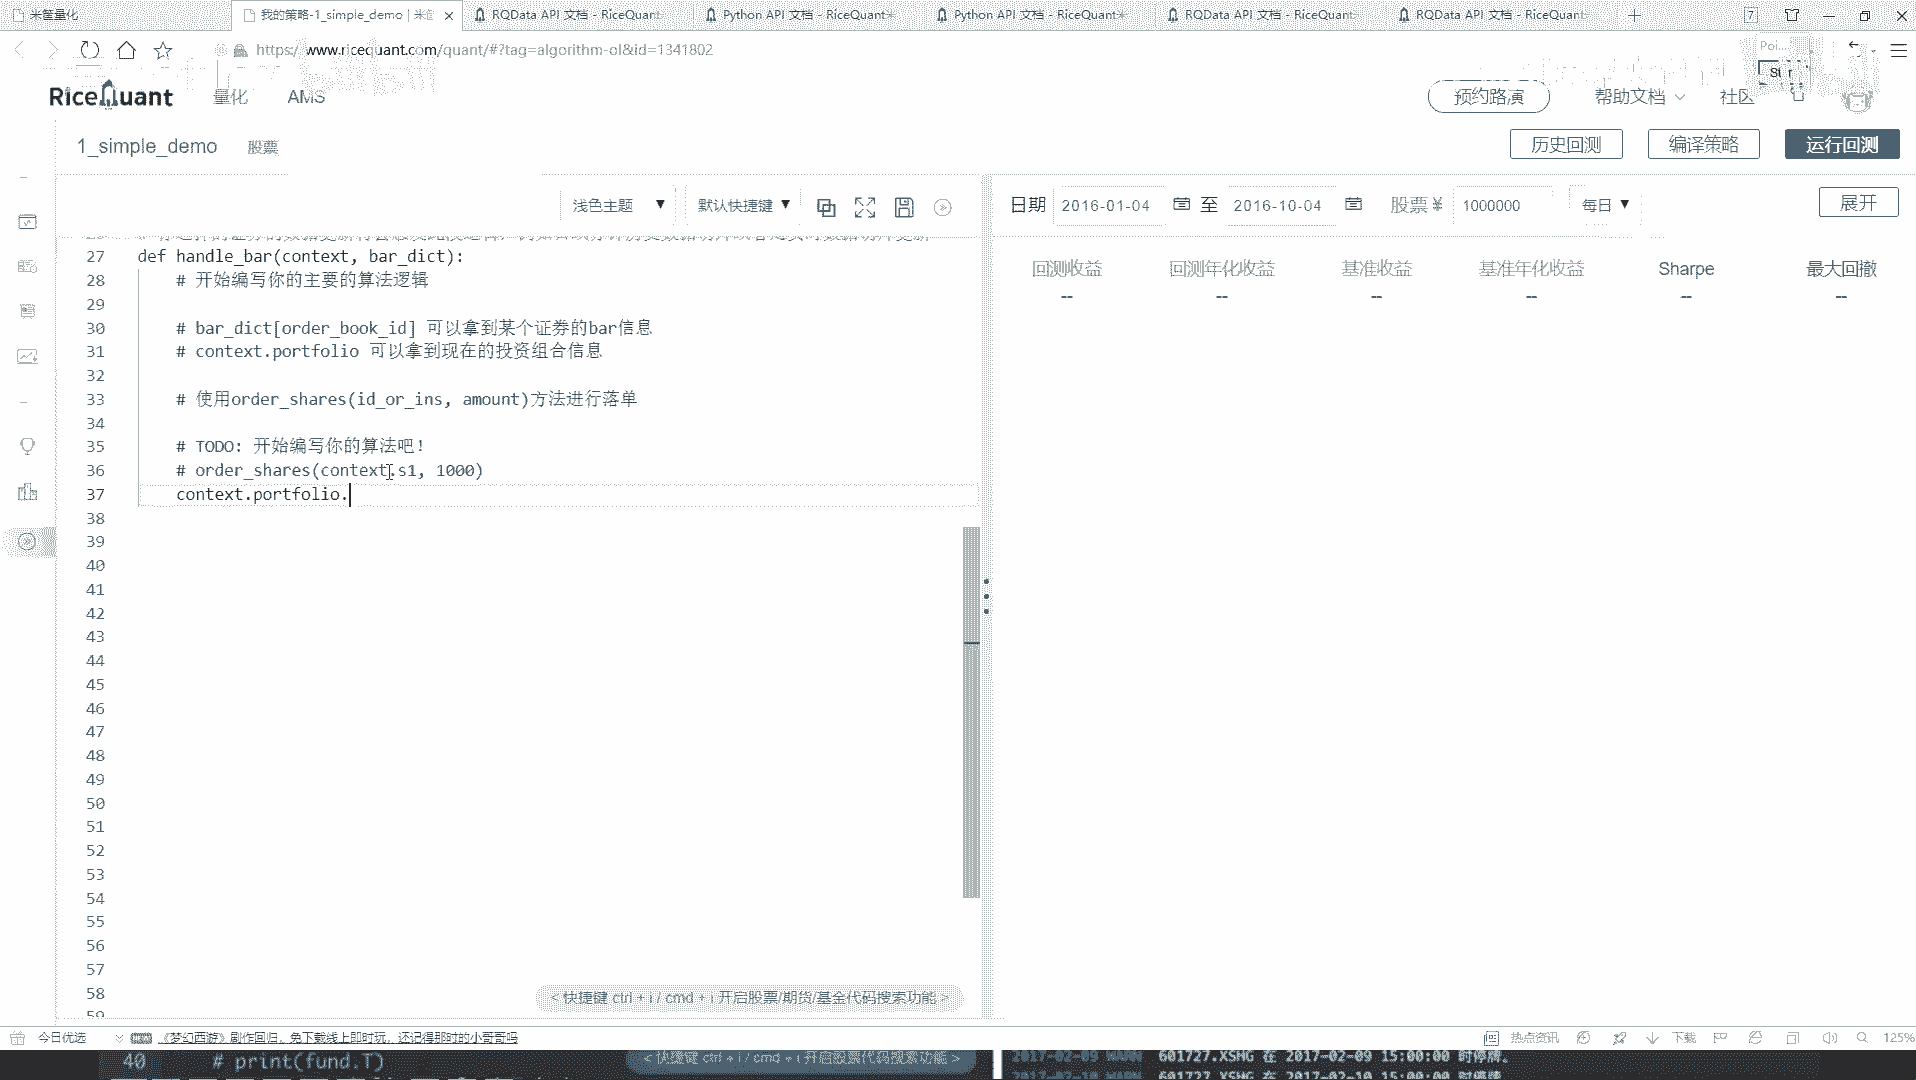 米筐量化
我的策略-1_simple_demo | 米筐
RQData API 文档 - RiceQuant
Python API 文档 - RiceQuant
Python API 文档 - RiceQuant
RQData API 文档 - RiceQuant
RQData API 文档 - RiceQuant
7
https://www.ricequant.com/quant/#?tag=algorithm-ol&id=1341802
Poi...
RiceQuant
量化
AMS
预约路演
帮助文档
社区
1_simple_demo
股票
历史回测
编译策略
运行回测
浅色主题
默认快捷键
日期
2016-01-04
至
2016-10-04
股票 ¥
1000000
每日
展开
回测收益
回测年化收益
基准收益
基准年化收益
Sharpe
最大回撤
--
--
--
--
--
--
27 def handle_bar(context, bar_dict):
28 # 开始编写你的主要的算法逻辑
29
30 # bar_dict[order_book_id] 可以拿到某个证券的bar信息
31 # context.portfolio 可以拿到现在的投资组合信息
32
33 # 使用order_shares(id_or_ins, amount)方法进行落单
34
35 # TODO: 开始编写你的算法吧!
36 # order_shares(context.s1, 1000)
37 context.portfolio.
38
39
40
41
42
43
44
45
46
47
48
49
50
51
52
53
54
55
56
57
58
59
< 快捷键 ctrl + i / cmd + i 开启股票/期货/基金代码搜索功能 >
今日优选
《梦幻西游》剧作回归，免下载线上即时玩，还记得那时的小哥哥吗
热点资讯
下载
125%
40 # print(fund.T)
< 快捷键 ctrl + i / cmd + i 开启股票代码搜索功能 >
2017-02-09 WARN 601727.XSHG 在 2017-02-09 15:00:00 时停牌。
2017-02-10 WARN 601727.XSHG 在 2017-02-10 15:00:00 时停牌。